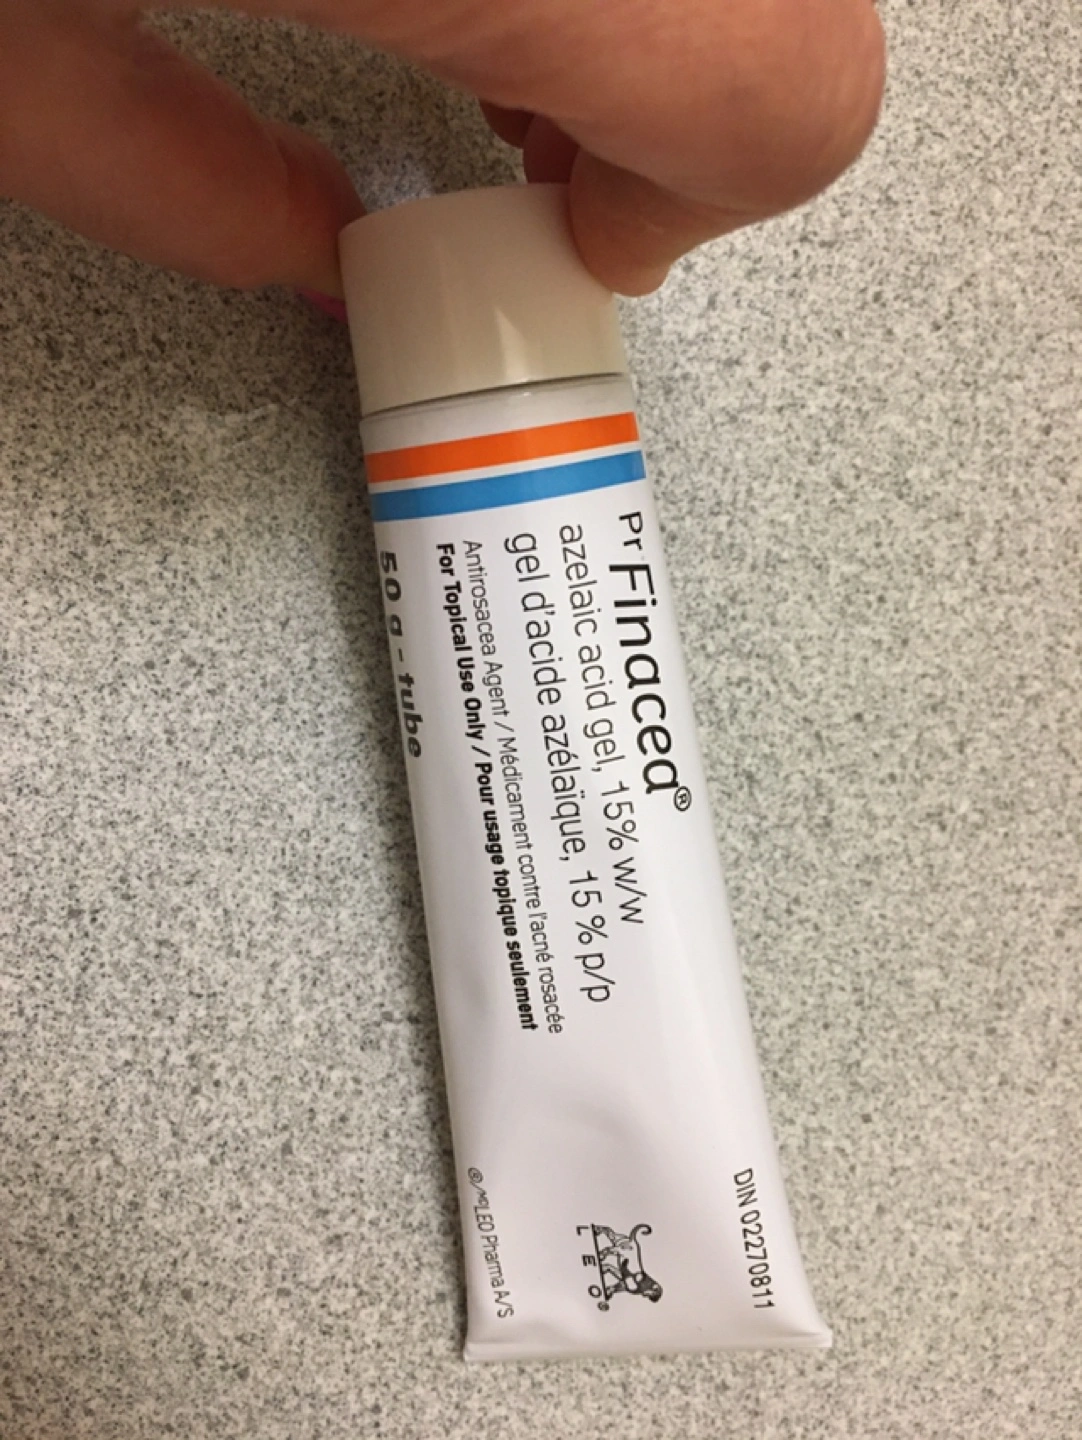 Pr Finacea®
azelaic acid gel, 15% w/w
gel d'acide azélaïque, 15 % p/p
Antirosacea Agent / Médicament contre l'acné rosacée
For Topical Use Only / Pour usage topique seulement
50 g - tube
DIN 02270811
LEO®
®/MD LEO Pharma A/S